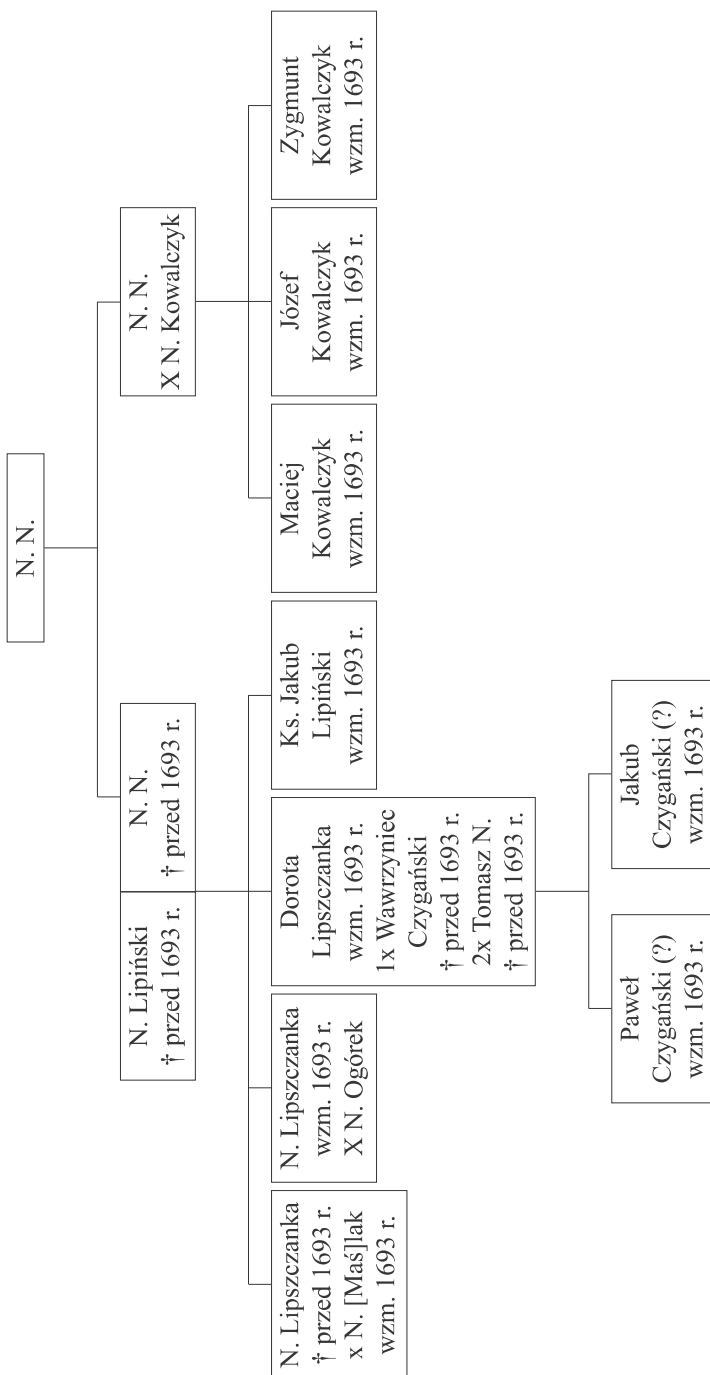 N. N.
N. Lipiński
† przed 1693 r.
N. N.
† przed 1693 r.
N. N.
X N. Kowalczyk
N. Lipszczanka
† przed 1693 r.
x N. [Maś]lak
wzm. 1693 r.
N. Lipszczanka
wzm. 1693 r.
X N. Ogórek
Dorota
Lipszczanka
wzm. 1693 r.
1x Wawrzyniec
Czygański
† przed 1693 r.
2x Tomasz N.
† przed 1693 r.
Ks. Jakub
Lipiński
wzm. 1693 r.
Maciej
Kowalczyk
wzm. 1693 r.
Józef
Kowalczyk
wzm. 1693 r.
Zygmunt
Kowalczyk
wzm. 1693 r.
Paweł
Czygański (?)
wzm. 1693 r.
Jakub
Czygański (?)
wzm. 1693 r.